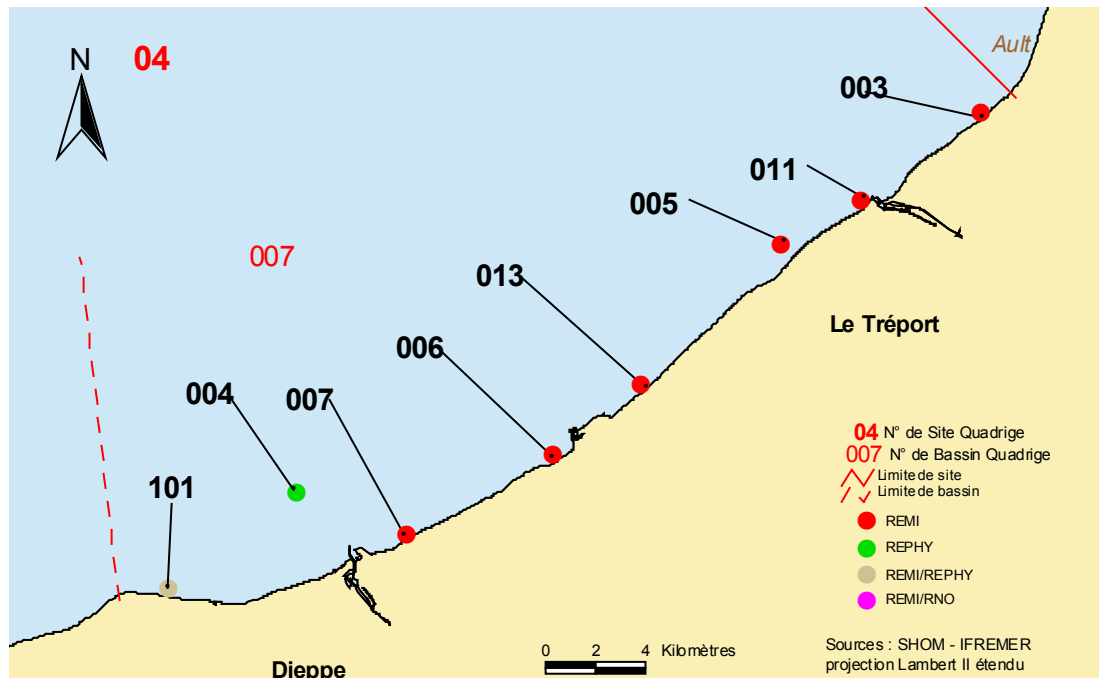 N
04
Ault
003
011
005
007
013
Le Tréport
006
004
007
101
04 N° de Site Quadrige
007 N° de Bassin Quadrige
Limite de site
Limite de bassin
REMI
REPHY
REMI/REPHY
REMI/RNO
Dieppe
0 2 4 Kilomètres
Sources : SHOM - IFREMER
projection Lambert II étendu